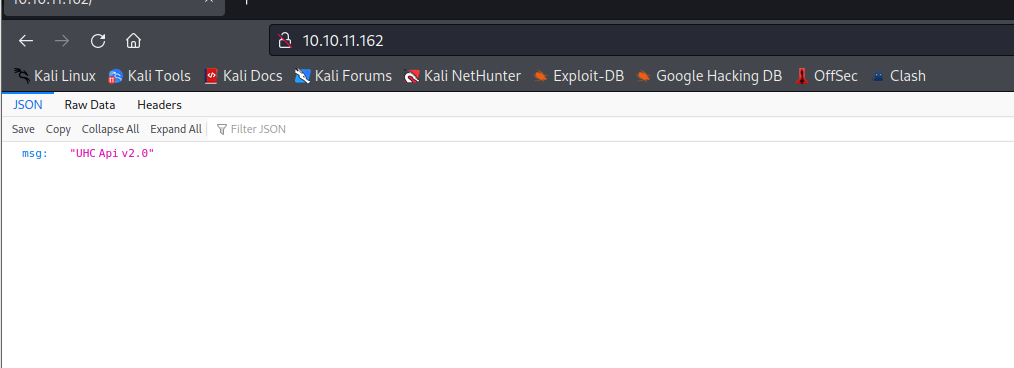 10.10.11.162/
10.10.11.162
Kali Linux Kali Tools Kali Docs Kali Forums Kali NetHunter Exploit-DB Google Hacking DB OffSec Clash
JSON Raw Data Headers
Save Copy Collapse All Expand All Filter JSON
msg: "UHC Api v2.0"